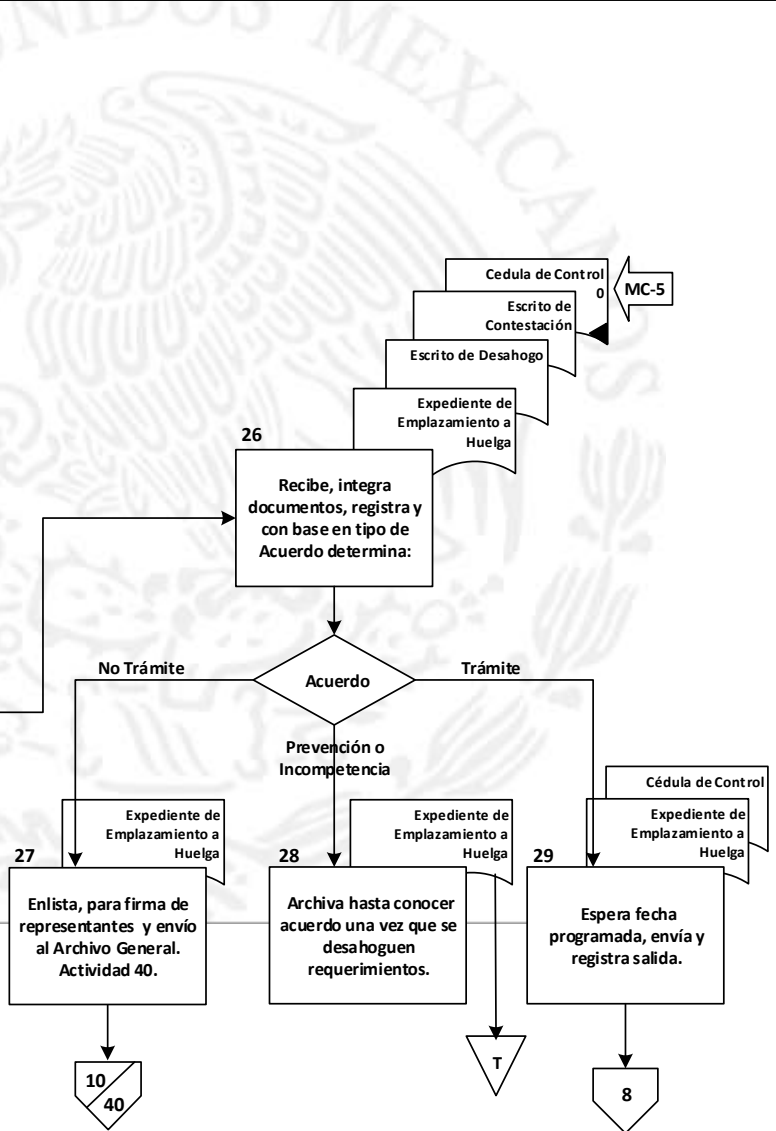 UNIDOS MEXICANOS
Cedula de Control
0
MC-5
Escrito de
Contestación
Escrito de Desahogo
Expediente de
Emplazamiento a
Huelga
26
Recibe, integra
documentos, registra y
con base en tipo de
Acuerdo determina:
No Trámite
Acuerdo
Trámite
Prevención o
Incompetencia
Expediente de
Emplazamiento a
Huelga
27
Enlista, para firma de
representantes y envío
al Archivo General.
Actividad 40.
10
40
Expediente de
Emplazamiento a
Huelga
28
Archiva hasta conocer
acuerdo una vez que se
desahoguen
requerimientos.
T
Cédula de Control
Expediente de
Emplazamiento a
Huelga
29
Espera fecha
programada, envía y
registra salida.
8